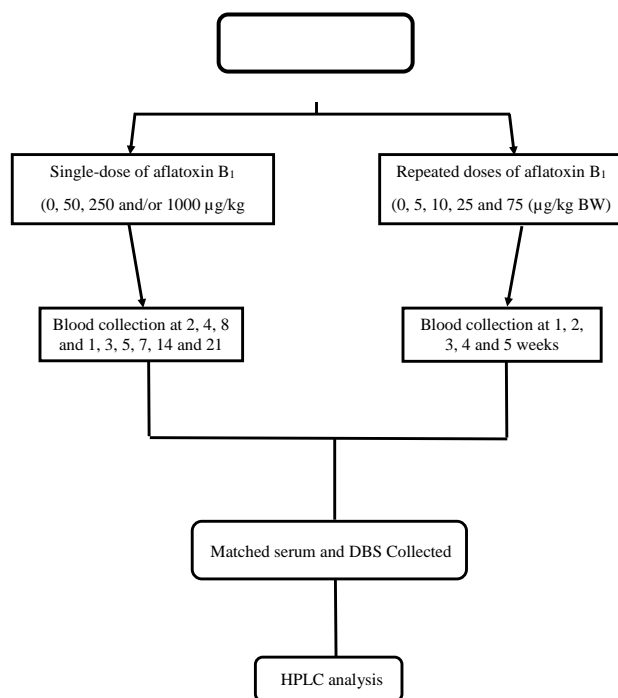 Single-dose of aflatoxin B₁
(0, 50, 250 and/or 1000 µg/kg
Repeated doses of aflatoxin B₁
(0, 5, 10, 25 and 75 (µg/kg BW)
Blood collection at 2, 4, 8
and 1, 3, 5, 7, 14 and 21
Blood collection at 1, 2,
3, 4 and 5 weeks
Matched serum and DBS Collected
HPLC analysis